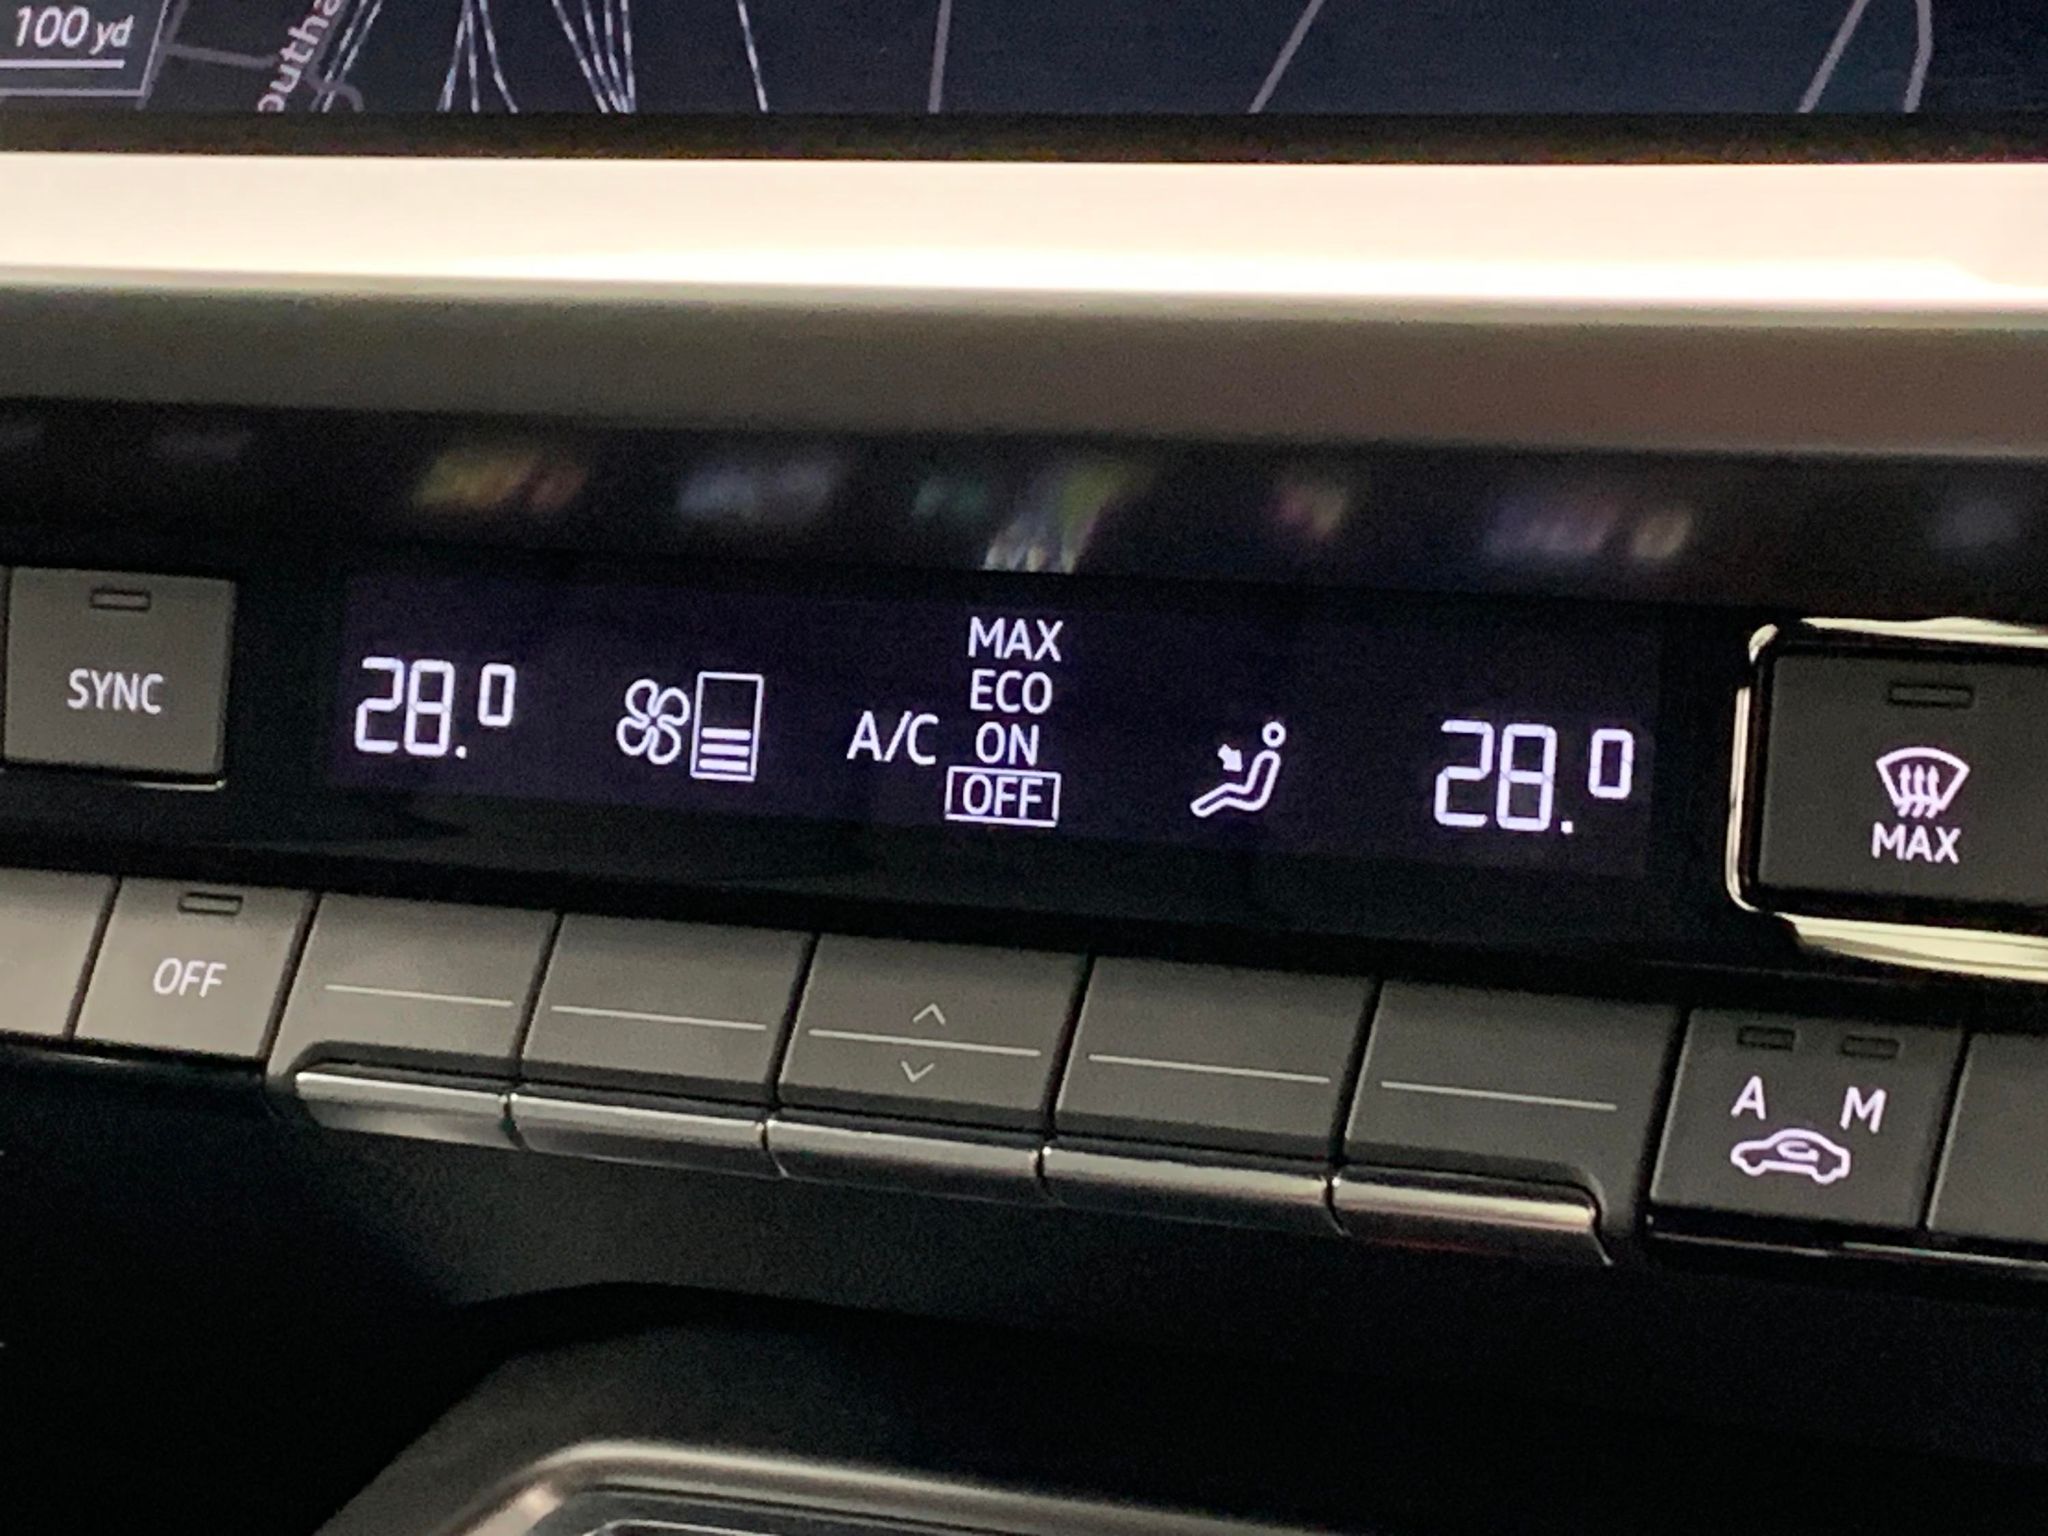 100 yd
SYNC
28.0
A/C
MAX
ECO
ON
OFF
28.0
MAX
OFF
A M